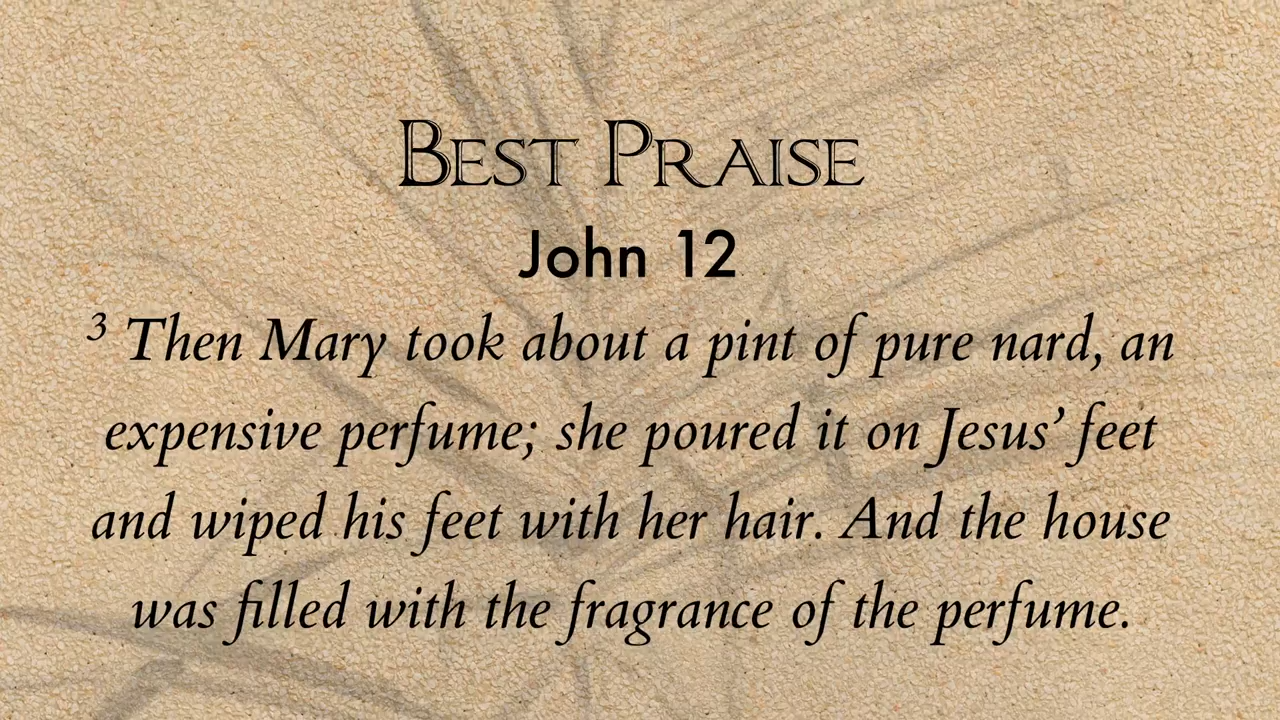 Best Praise
John 12
³ Then Mary took about a pint of pure nard, an
expensive perfume; she poured it on Jesus’ feet
and wiped his feet with her hair. And the house
was filled with the fragrance of the perfume.